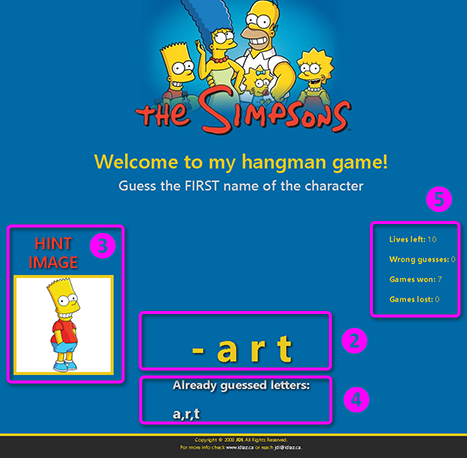 the Simpsons
Welcome to my hangman game!
Guess the FIRST name of the character
5
Lives left: 10
Wrong guesses: 0
Games won: 7
Games lost: 0
3
HINT
IMAGE
- a r t
2
Already guessed letters:
a,r,t
4
Copyright © 2009 JDI. All Rights Reserved.
For more info check www.idiaz.ca or reach jdi@idiaz.ca.